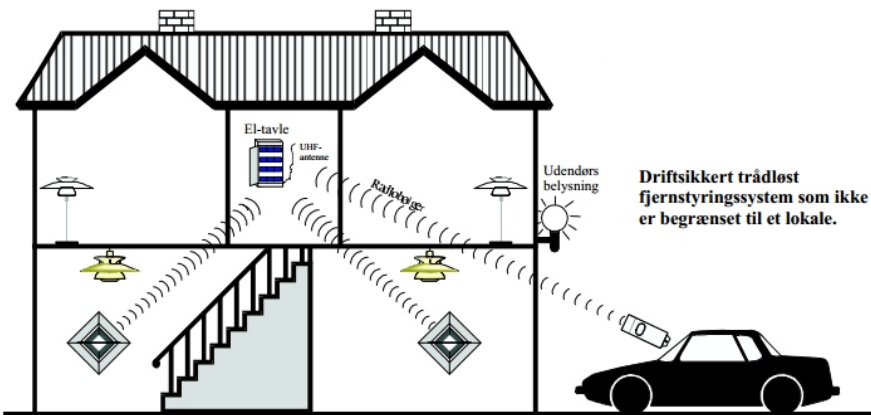 El-tavle
UHF-
antenne
Radiobølger
Udendørs
belysning
Driftsikkert trådløst
fjernstyringssystem som ikke
er begrænset til et lokale.